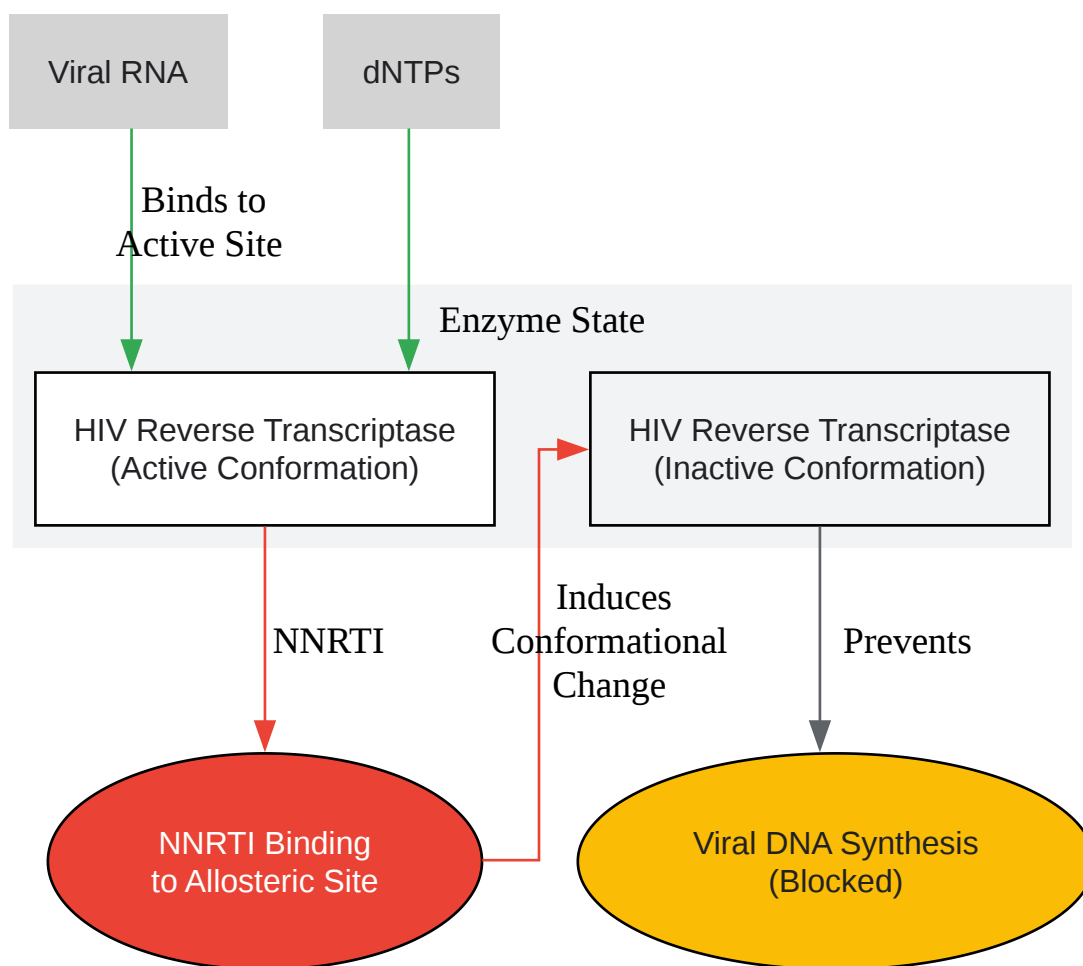 Viral RNA
dNTPs
Binds to
Active Site
Enzyme State
HIV Reverse Transcriptase
(Active Conformation)
HIV Reverse Transcriptase
(Inactive Conformation)
NNRTI
Induces
Conformational
Change
Prevents
NNRTI Binding
to Allosteric Site
Viral DNA Synthesis
(Blocked)